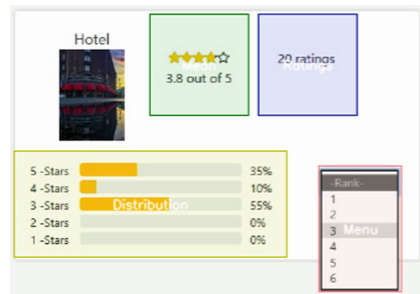 Hotel
Mean
3.8 out of 5
20 ratings
Ratings
5 -Stars 35%
4 -Stars 10%
3 -Stars Distribution 55%
2 -Stars 0%
1 -Stars 0%
-Rank-
1
2
3 Menu
4
5
6